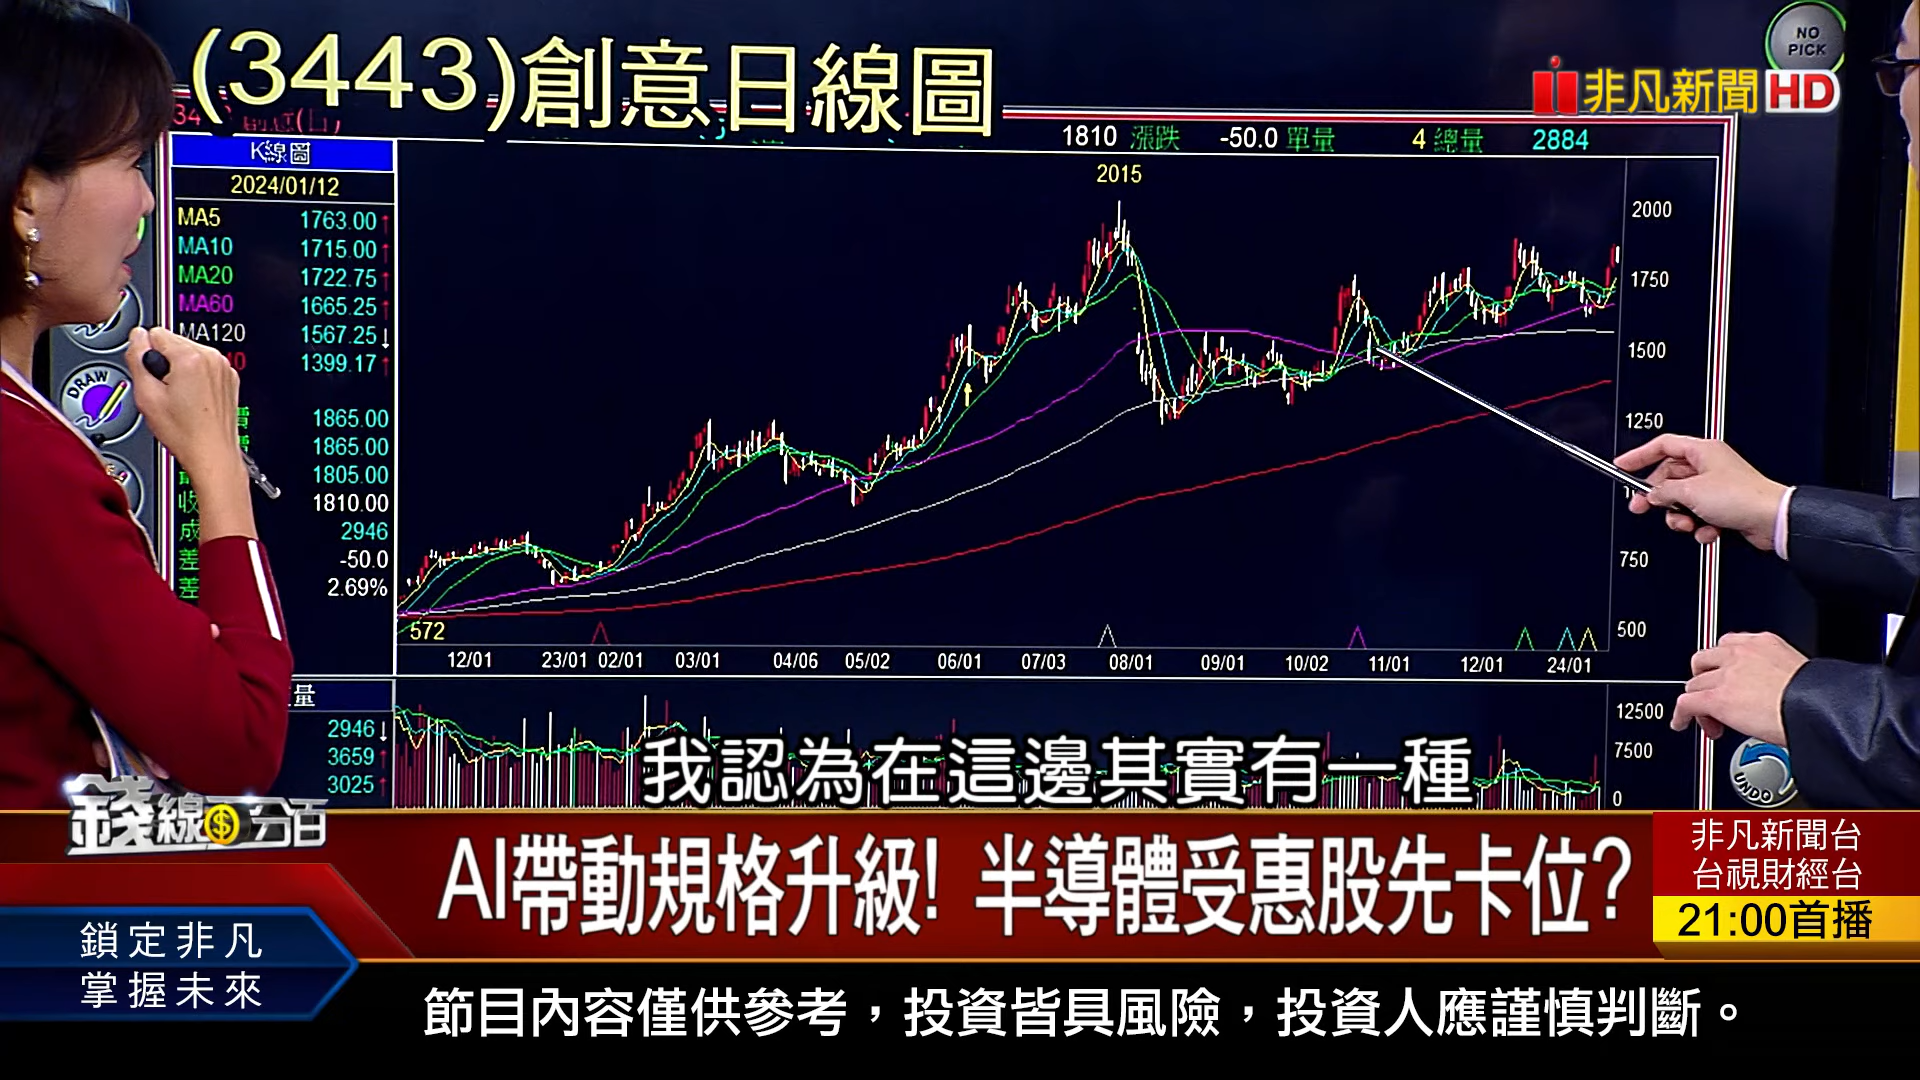 (3443)創意日線圖
NO PICK
非凡新聞HD
1810 漲跌 -50.0 單量 4 總量 2884
K線圖
2024/01/12
MA5 1763.00↑
MA10 1715.00↑
MA20 1722.75↑
MA60 1665.25↑
MA120 1567.25↓
1399.17↑
1865.00
1865.00
1805.00
收 1810.00
成 2946
差 -50.0
差 2.69%
2015
572
2000
1750
1500
1250
750
500
12/01 23/01 02/01 03/01 04/06 05/02 06/01 07/03 08/01 09/01 10/02 11/01 12/01 24/01
DRAW
量
2946↓
3659↑
3025↑
12500
7500
0
UNDO
我認為在這邊其實有一種
錢線百分百
AI帶動規格升級! 半導體受惠股先卡位?
非凡新聞台
台視財經台
21:00首播
鎖定非凡
掌握未來
節目內容僅供參考，投資皆具風險，投資人應謹慎判斷。